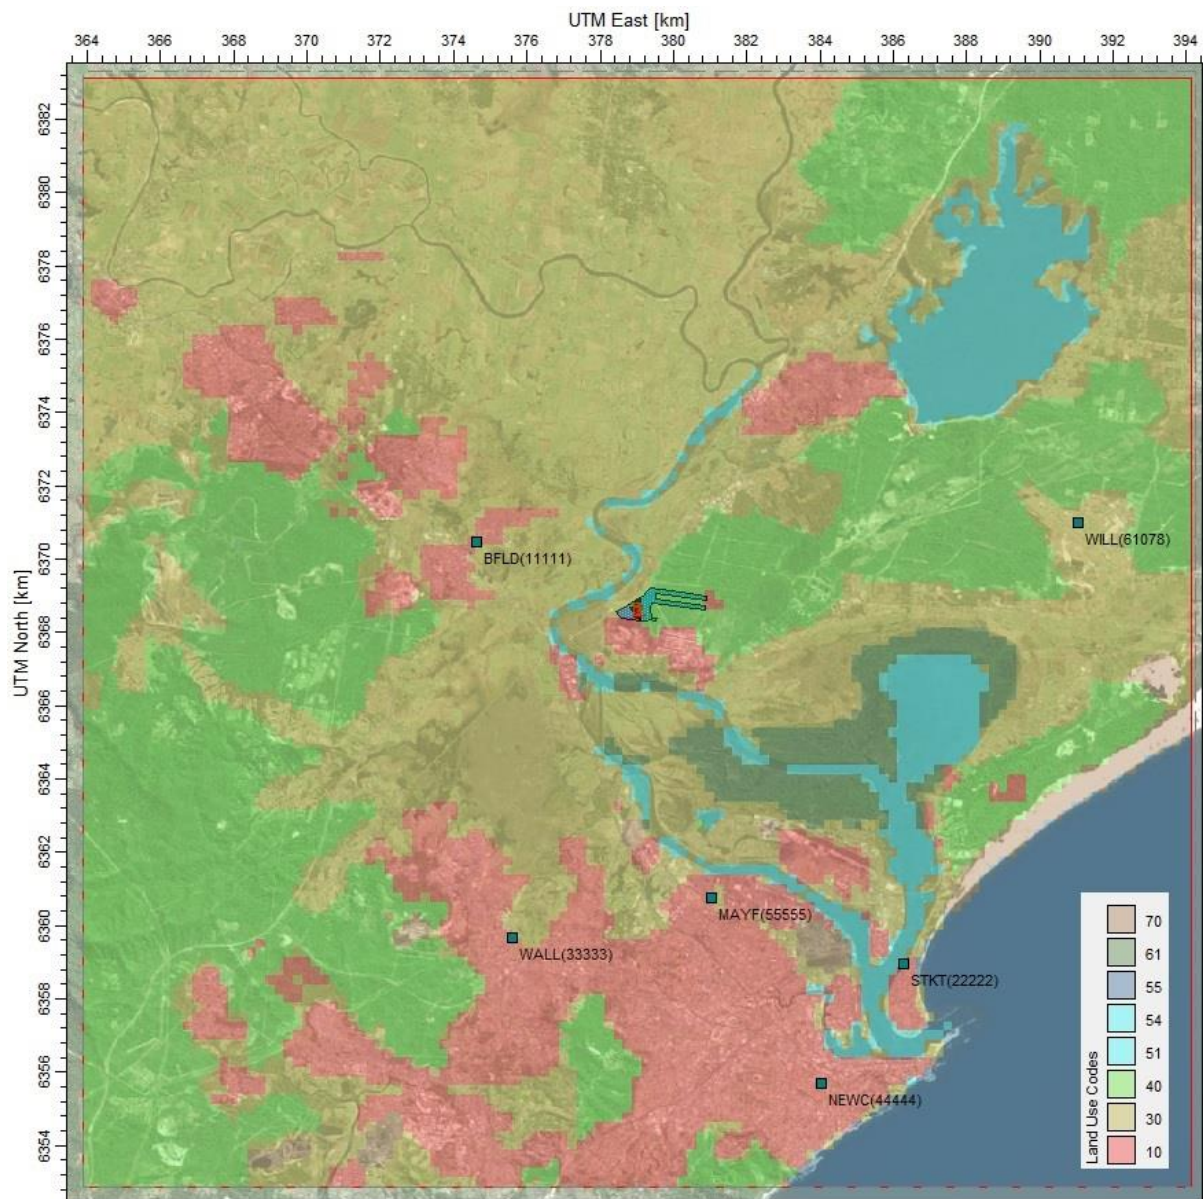 UTM East [km]
364 366 368 370 372 374 376 378 380 382 384 386 388 390 392 394
UTM North [km]
6382
6380
6378
6376
6374
6372
6370
6368
6366
6364
6362
6360
6358
6356
6354
WILL(61078)
BFLD(11111)
MAYF(55555)
WALL(33333)
STKT(22222)
NEWC(44444)
Land Use Codes
70
61
55
54
51
40
30
10